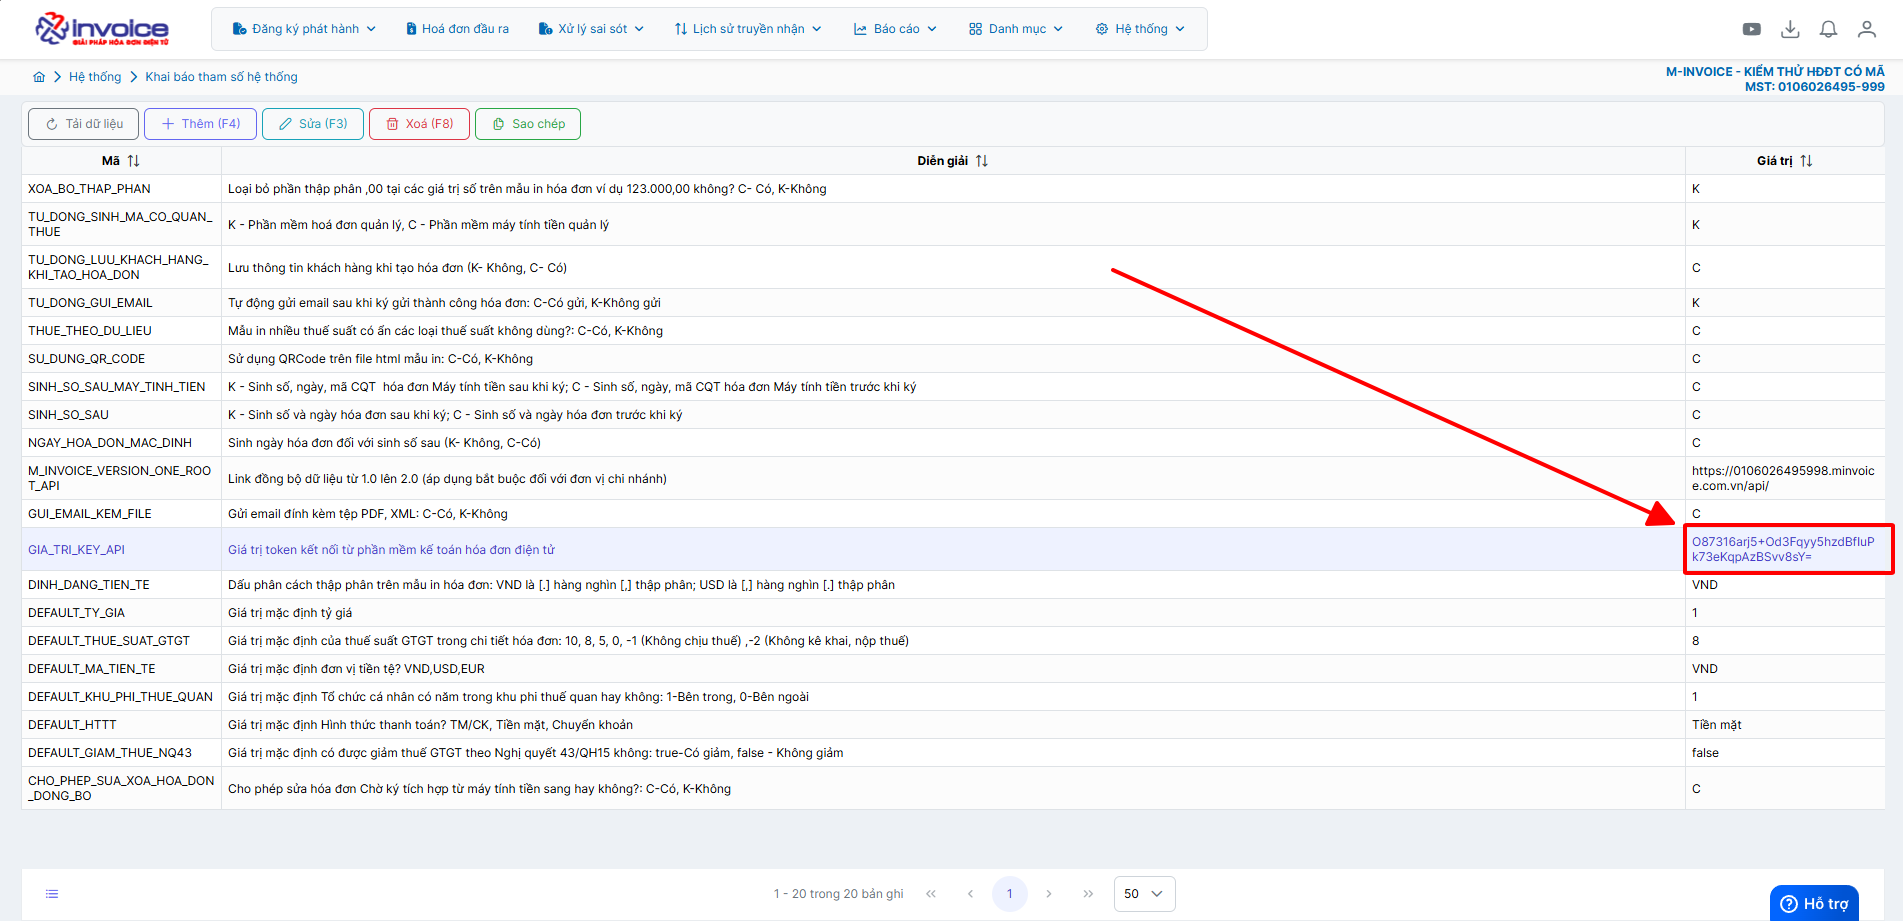 invoice
GIẢI PHÁP HÓA ĐƠN ĐIỆN TỬ
Đăng ký phát hành
Hoá đơn đầu ra
Xử lý sai sót
Lịch sử truyền nhận
Báo cáo
Danh mục
Hệ thống
Hệ thống
Khai báo tham số hệ thống
M-INVOICE - KIỂM THỬ HĐĐT CÓ MÃ
MST: 0106026495-999
Tải dữ liệu
Thêm (F4)
Sửa (F3)
Xoá (F8)
Sao chép
Mã
Diễn giải
Giá trị
XOA_BO_THAP_PHAN
Loại bỏ phần thập phân ,00 tại các giá trị số trên mẫu in hóa đơn ví dụ 123.000,00 không? C- Có, K-Không
K
TU_DONG_SINH_MA_CO_QUAN_
THUE
K - Phần mềm hoá đơn quản lý, C - Phần mềm máy tính tiền quản lý
K
TU_DONG_LUU_KHACH_HANG_
KHI_TAO_HOA_DON
Lưu thông tin khách hàng khi tạo hóa đơn (K- Không, C- Có)
C
TU_DONG_GUI_EMAIL
Tự động gửi email sau khi ký gửi thành công hóa đơn: C-Có gửi, K-Không gửi
K
THUE_THEO_DU_LIEU
Mẫu in nhiều thuế suất có ẩn các loại thuế suất không dùng?: C-Có, K-Không
C
SU_DUNG_QR_CODE
Sử dụng QRCode trên file html mẫu in: C-Có, K-Không
C
SINH_SO_SAU_MAY_TINH_TIEN
K - Sinh số, ngày, mã CQT hóa đơn Máy tính tiền sau khi ký; C - Sinh số, ngày, mã CQT hóa đơn Máy tính tiền trước khi ký
C
SINH_SO_SAU
K - Sinh số và ngày hóa đơn sau khi ký; C - Sinh số và ngày hóa đơn trước khi ký
C
NGAY_HOA_DON_MAC_DINH
Sinh ngày hóa đơn đối với sinh số sau (K- Không, C-Có)
C
M_INVOICE_VERSION_ONE_ROO
T_API
Link đồng bộ dữ liệu từ 1.0 lên 2.0 (áp dụng bắt buộc đối với đơn vị chi nhánh)
https://0106026495998.minvoic
e.com.vn/api/
GUI_EMAIL_KEM_FILE
Gửi email đính kèm tệp PDF, XML: C-Có, K-Không
C
GIA_TRI_KEY_API
Giá trị token kết nối từ phần mềm kế toán hóa đơn điện tử
O87316arj5+Od3Fqyy5hzdBfIuP
k73eKqpAzBSvv8sY=
DINH_DANG_TIEN_TE
Dấu phân cách thập phân trên mẫu in hóa đơn: VND là [.] hàng nghìn [,] thập phân; USD là [,] hàng nghìn [.] thập phân
VND
DEFAULT_TY_GIA
Giá trị mặc định tỷ giá
1
DEFAULT_THUE_SUAT_GTGT
Giá trị mặc định của thuế suất GTGT trong chi tiết hóa đơn: 10, 8, 5, 0, -1 (Không chịu thuế) ,-2 (Không kê khai, nộp thuế)
8
DEFAULT_MA_TIEN_TE
Giá trị mặc định đơn vị tiền tệ? VND,USD,EUR
VND
DEFAULT_KHU_PHI_THUE_QUAN
Giá trị mặc định Tổ chức cá nhân có nằm trong khu phi thuế quan hay không: 1-Bên trong, 0-Bên ngoài
1
DEFAULT_HTTT
Giá trị mặc định Hình thức thanh toán? TM/CK, Tiền mặt, Chuyển khoản
Tiền mặt
DEFAULT_GIAM_THUE_NQ43
Giá trị mặc định có được giảm thuế GTGT theo Nghị quyết 43/QH15 không: true-Có giảm, false - Không giảm
false
CHO_PHEP_SUA_XOA_HOA_DON
_DONG_BO
Cho phép sửa hóa đơn Chờ ký tích hợp từ máy tính tiền sang hay không?: C-Có, K-Không
C
1 - 20 trong 20 bản ghi
1
50
Hỗ trợ